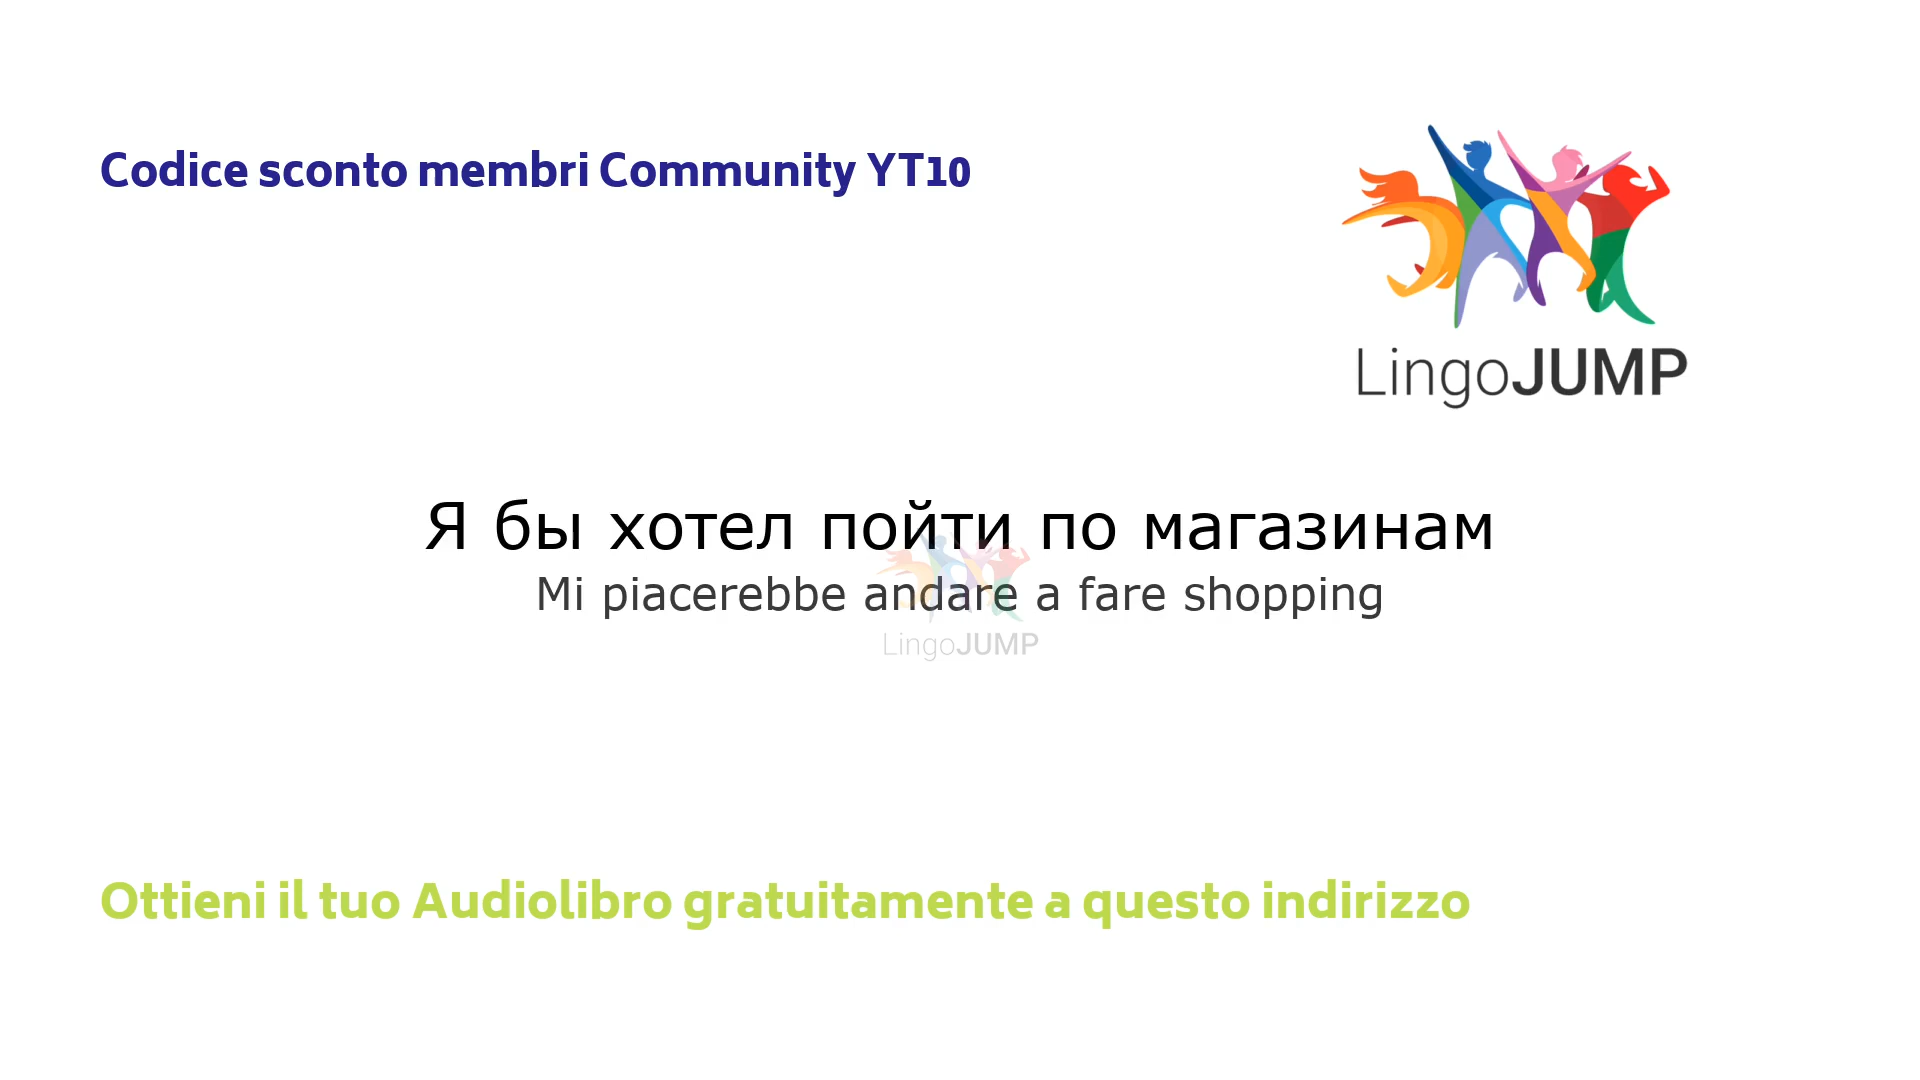 Codice sconto membri Community YT10
LingoJUMP
Я бы хотел пойти по магазинам
Mi piacerebbe andare a fare shopping
LingoJUMP
Ottieni il tuo Audiolibro gratuitamente a questo indirizzo